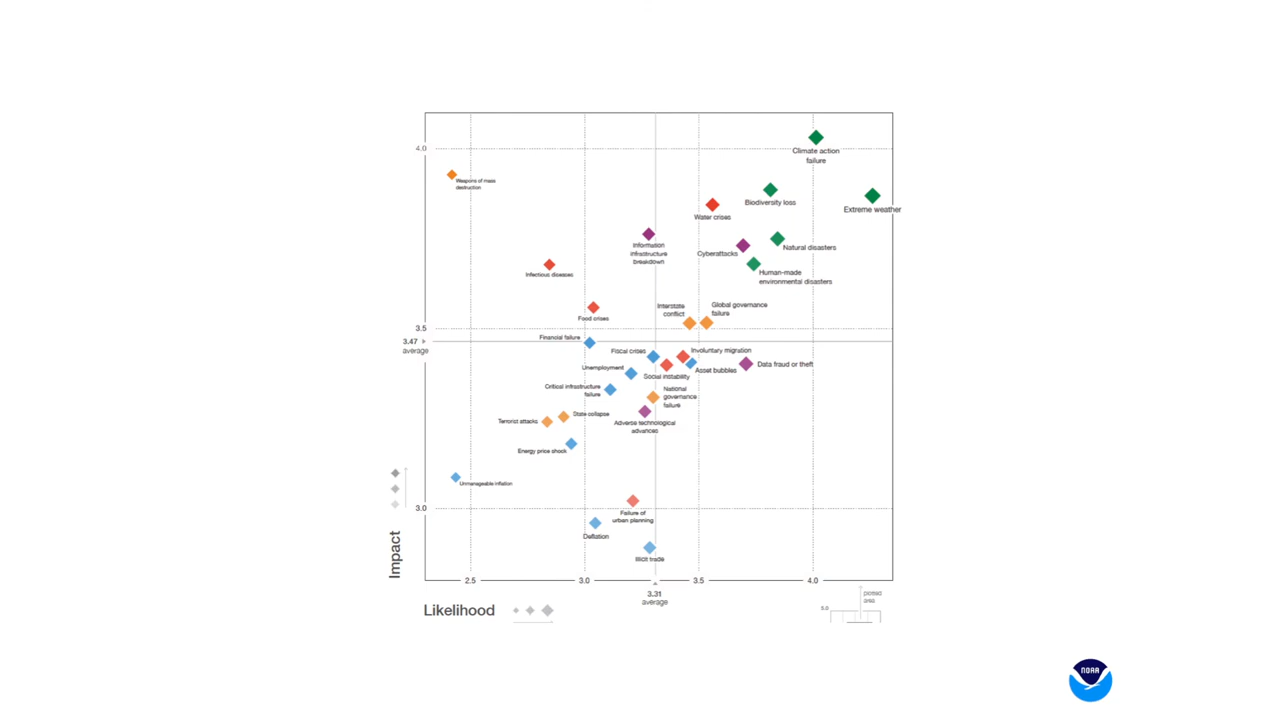 4.0
Climate action
failure
Weapons of mass
destruction
Biodiversity loss
Extreme weather
Water crises
Information
infrastructure
breakdown
Cyberattacks
Natural disasters
Infectious diseases
Human-made
environmental disasters
Food crises
Interstate
conflict
Global governance
failure
3.5
3.47
average
Financial failure
Fiscal crises
Involuntary migration
Unemployment
Social instability
Asset bubbles
Data fraud or theft
Critical infrastructure
failure
National
governance
failure
Terrorist attacks
State collapse
Adverse technological
advances
Energy price shock
Unmanageable inflation
3.0
Failure of
urban planning
Deflation
Illicit trade
Impact
2.5
3.0
3.5
4.0
3.31
average
Likelihood
plotted
area
5.0
NOAA